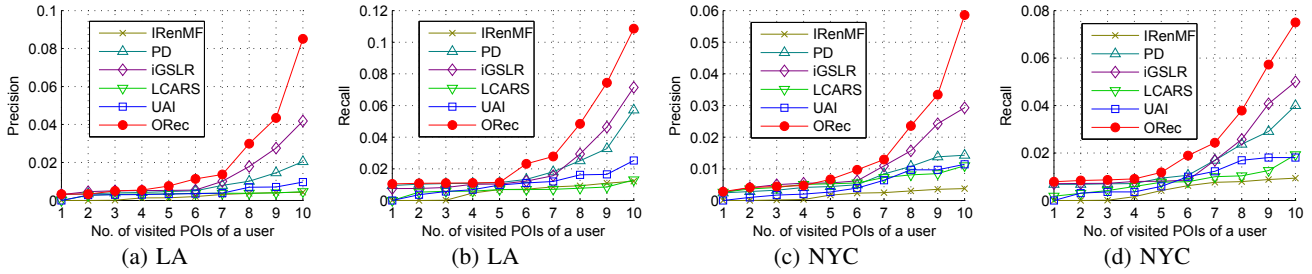 0.1
0.08
0.06
0.04
0.02
0
Precision
IRenMF
PD
iGSLR
LCARS
UAI
ORec
1 2 3 4 5 6 7 8 9 10
No. of visited POIs of a user
(a) LA
0.12
0.1
0.08
0.06
0.04
0.02
0
Recall
IRenMF
PD
iGSLR
LCARS
UAI
ORec
1 2 3 4 5 6 7 8 9 10
No. of visited POIs of a user
(b) LA
0.06
0.05
0.04
0.03
0.02
0.01
0
Precision
IRenMF
PD
iGSLR
LCARS
UAI
ORec
1 2 3 4 5 6 7 8 9 10
No. of visited POIs of a user
(c) NYC
0.08
0.06
0.04
0.02
0
Recall
IRenMF
PD
iGSLR
LCARS
UAI
ORec
1 2 3 4 5 6 7 8 9 10
No. of visited POIs of a user
(d) NYC